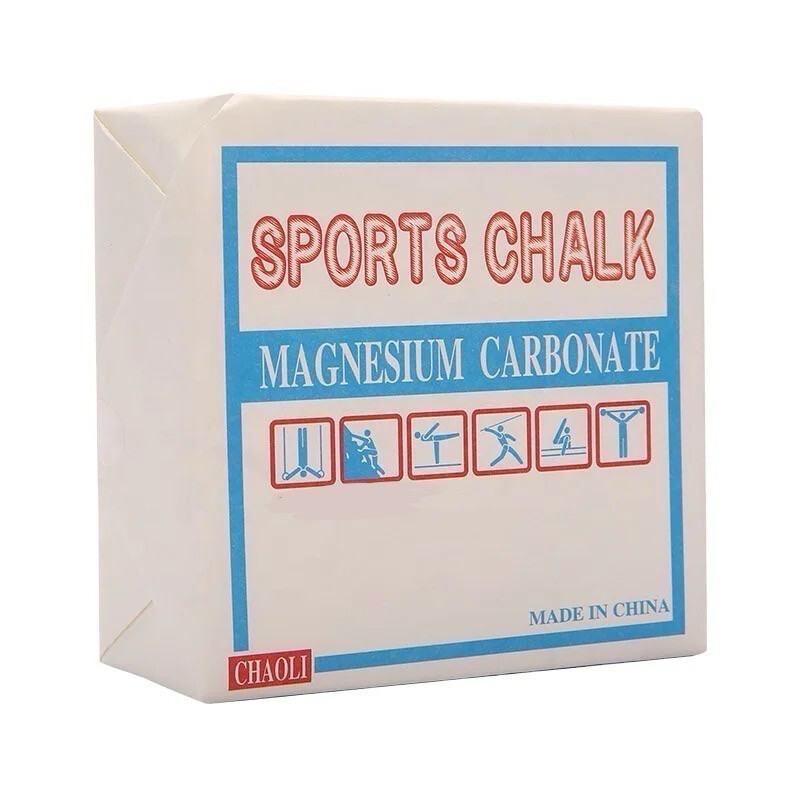 SPORTS CHALK
MAGNESIUM CARBONATE
MADE IN CHINA
CHAOLI